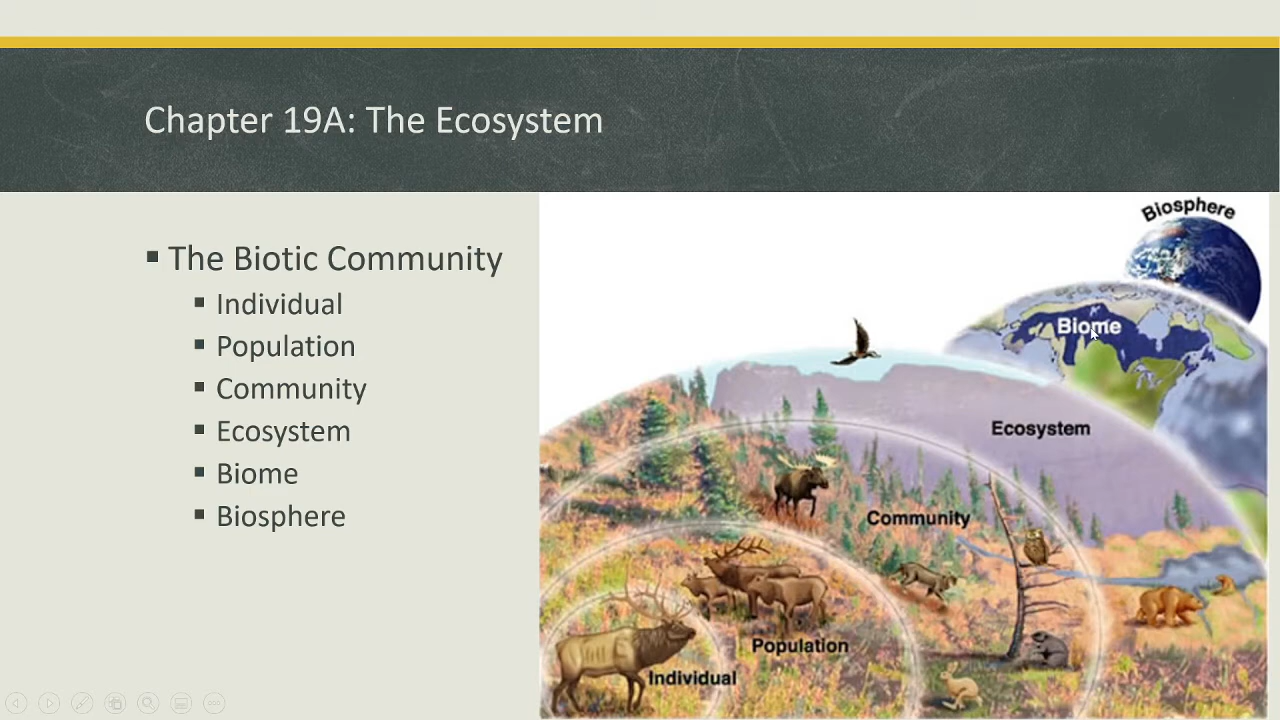 Chapter 19A: The Ecosystem
▪ The Biotic Community
▪ Individual
▪ Population
▪ Community
▪ Ecosystem
▪ Biome
▪ Biosphere
Biosphere
Biome
Ecosystem
Community
Population
Individual